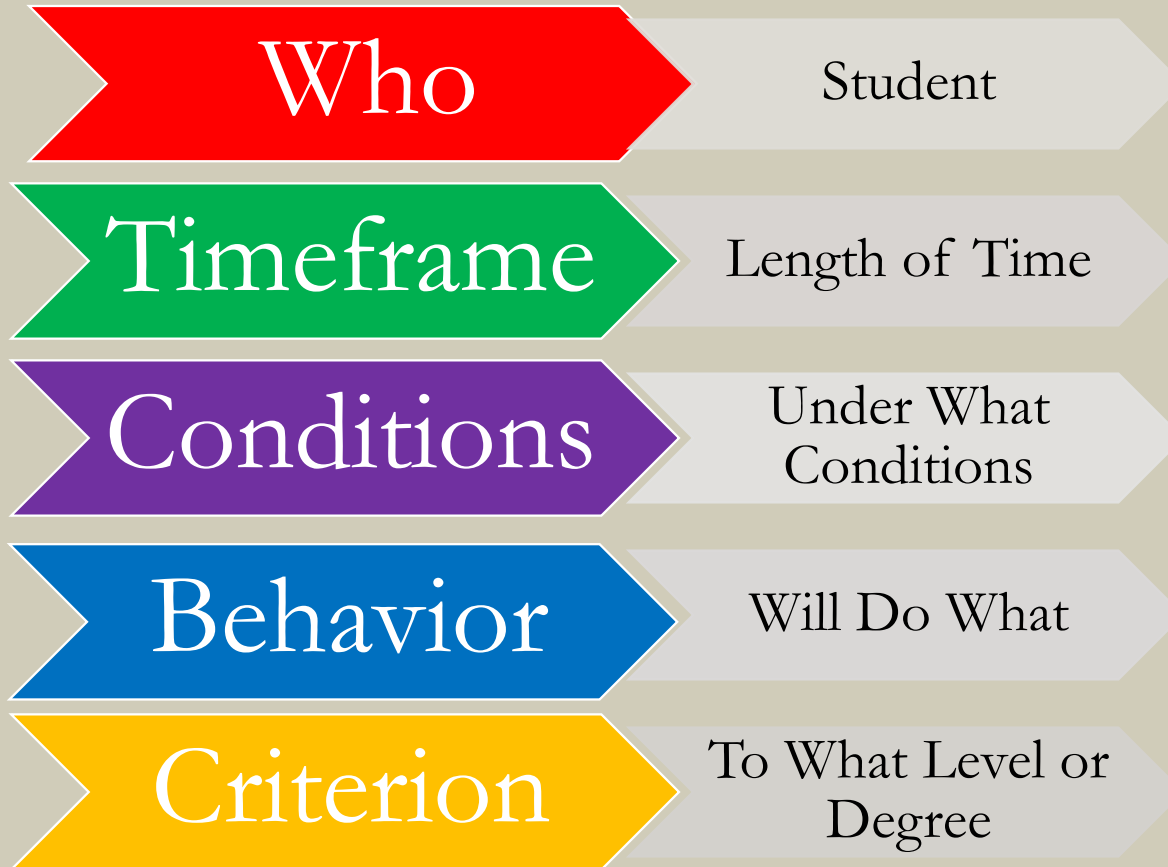 Who
Student
Timeframe
Length of Time
Conditions
Under What
Conditions
Behavior
Will Do What
Criterion
To What Level or
Degree